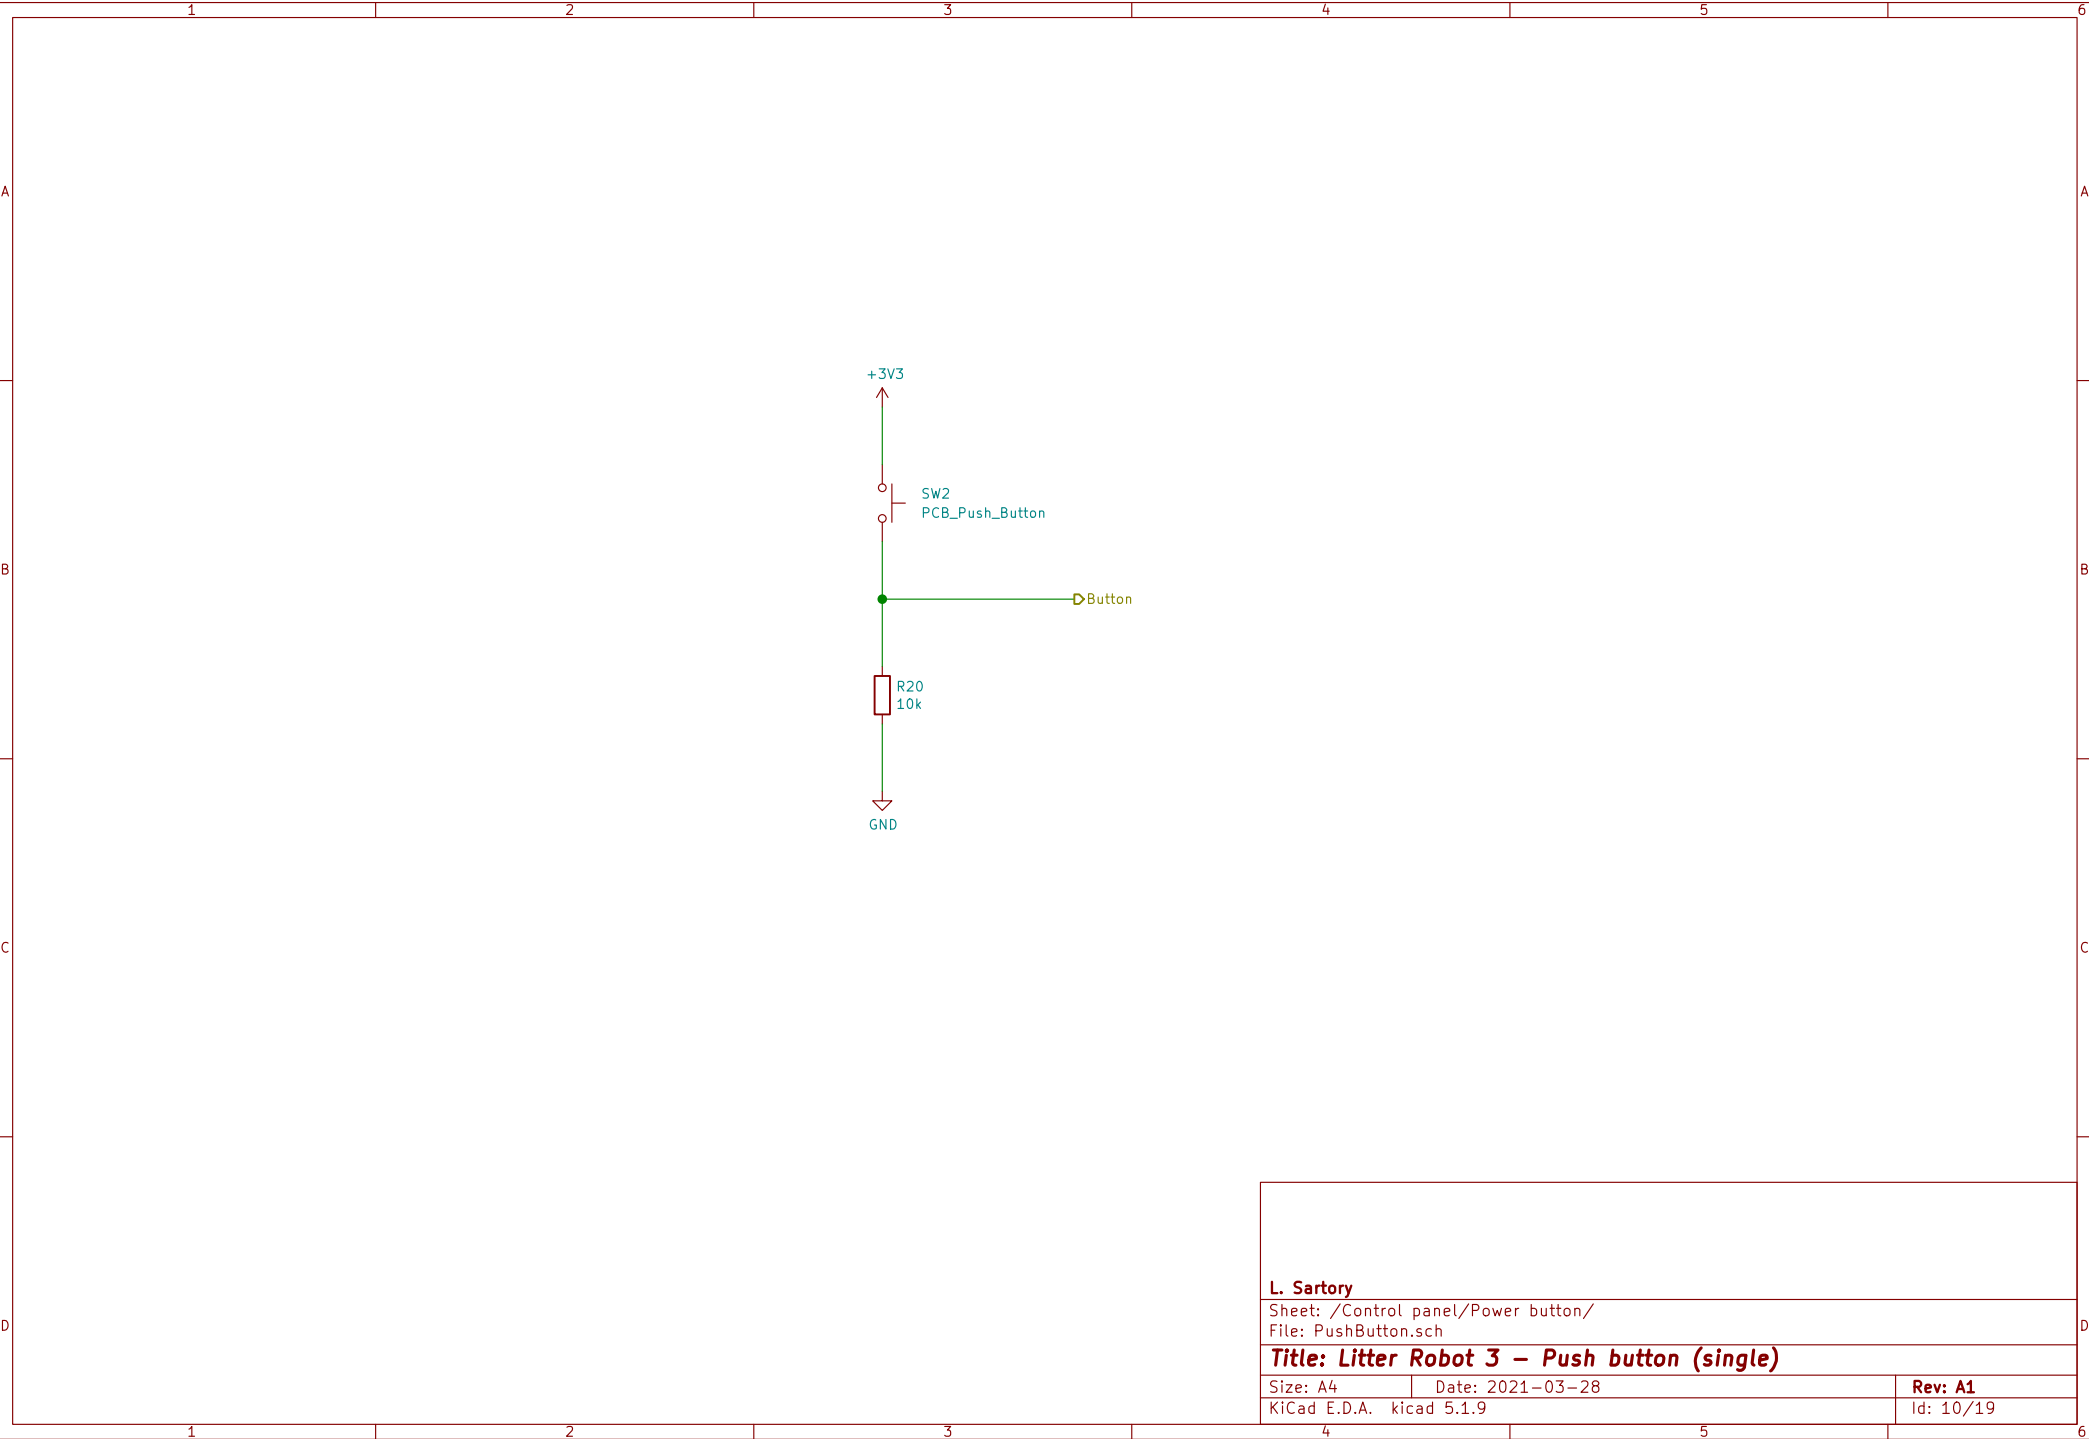 1 2 3 4 5 6
A A
+3V3
SW2
PCB_Push_Button
B B
Button
R20
10k
GND
C C
L. Sartory
Sheet: /Control panel/Power button/
File: PushButton.sch
D D
Title: Litter Robot 3 – Push button (single)
Size: A4 Date: 2021-03-28 Rev: A1
KiCad E.D.A. kicad 5.1.9 Id: 10/19
1 2 3 4 5 6